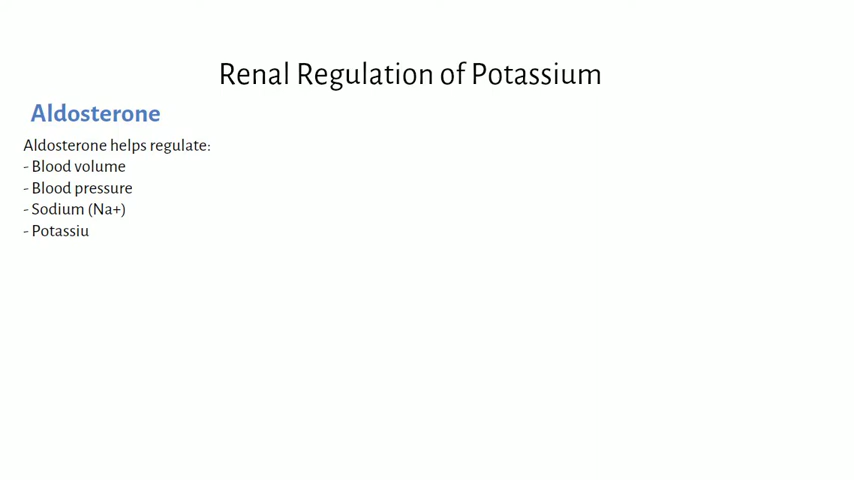 Renal Regulation of Potassium
Aldosterone
Aldosterone helps regulate:
- Blood volume
- Blood pressure
- Sodium (Na+)
- Potassiu